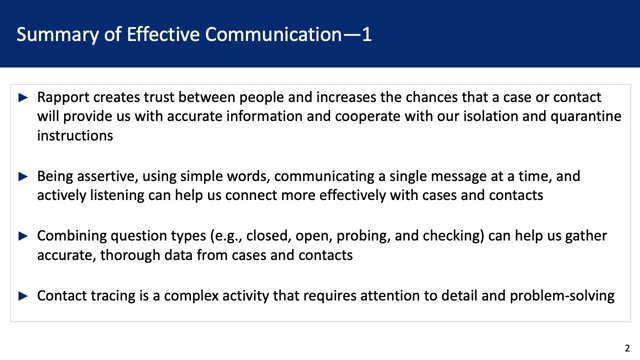 Summary of Effective Communication—1
► Rapport creates trust between people and increases the chances that a case or contact
will provide us with accurate information and cooperate with our isolation and quarantine
instructions
► Being assertive, using simple words, communicating a single message at a time, and
actively listening can help us connect more effectively with cases and contacts
► Combining question types (e.g., closed, open, probing, and checking) can help us gather
accurate, thorough data from cases and contacts
► Contact tracing is a complex activity that requires attention to detail and problem-solving
2